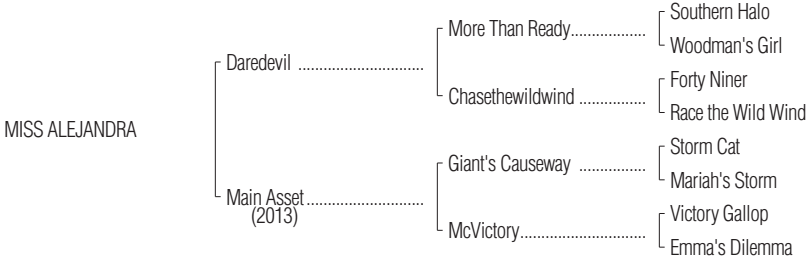 Southern Halo
More Than Ready..................
Woodman's Girl
Daredevil ..............................
Forty Niner
Chasethewildwind ................
Race the Wild Wind
MISS ALEJANDRA
Storm Cat
Giant's Causeway ................
Mariah's Storm
Main Asset............................
(2013)
Victory Gallop
McVictory..............................
Emma's Dilemma